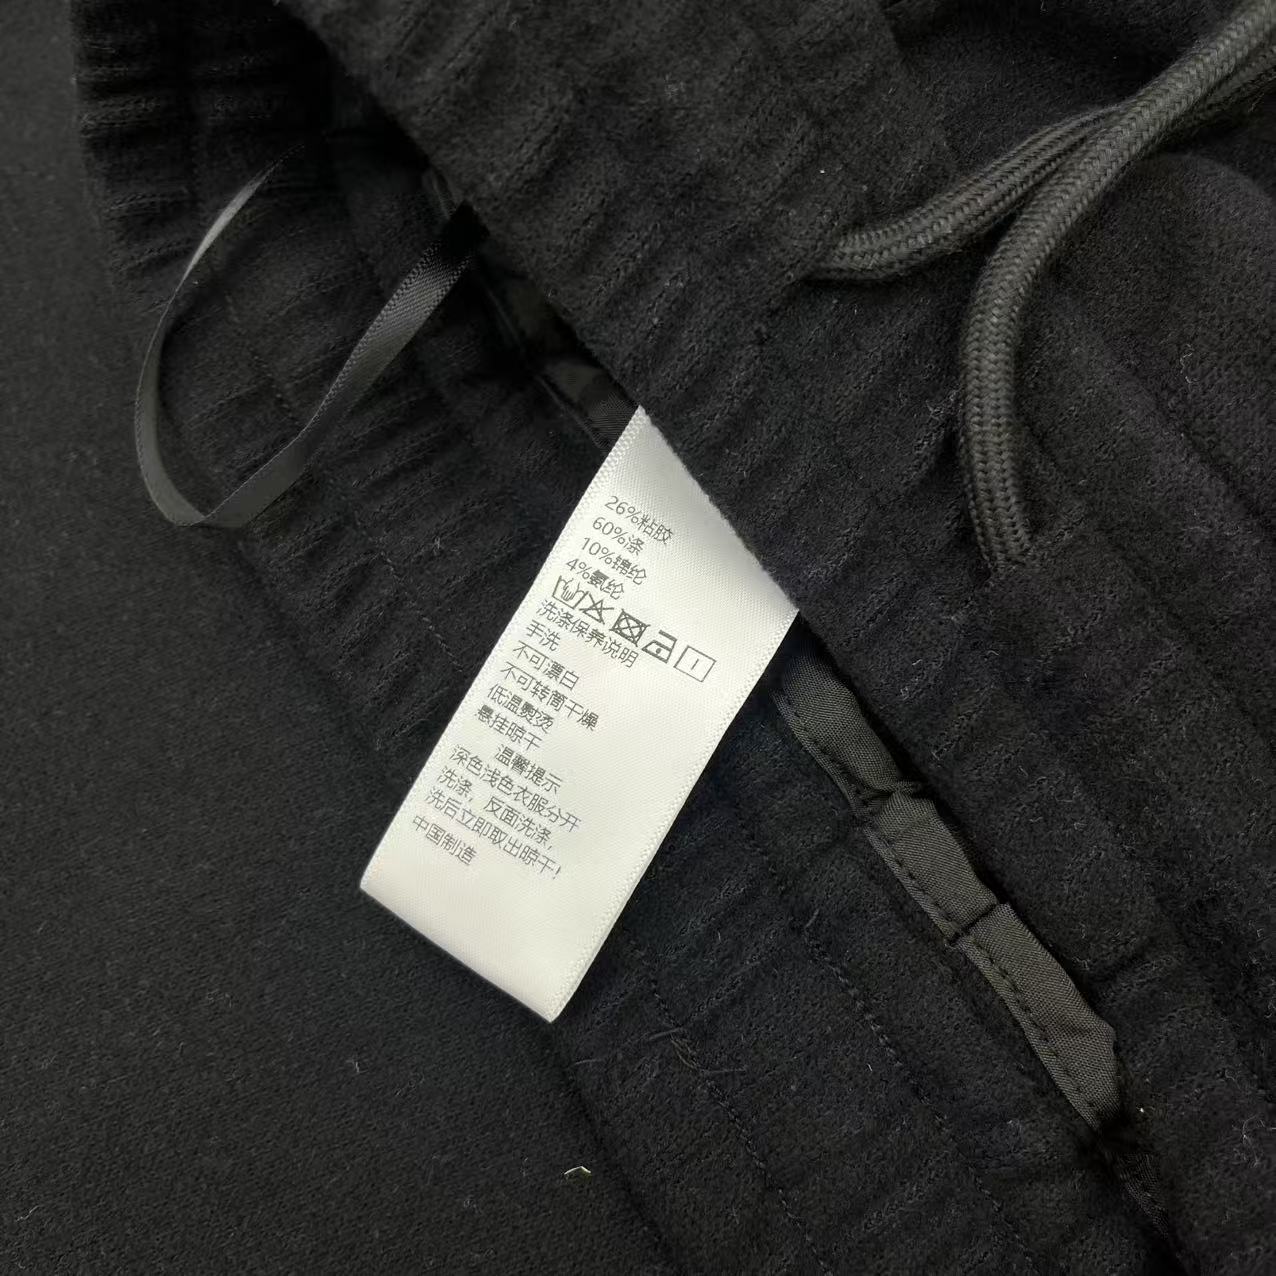 26%粘胶
60%涤
10%锦纶
4%氨纶
洗涤保养说明
手洗
不可漂白
不可转筒干燥
低温熨烫
悬挂晾干
温馨提示
深色浅色衣服分开
洗涤，反面洗涤，
洗后立即取出晾干！
中国制造